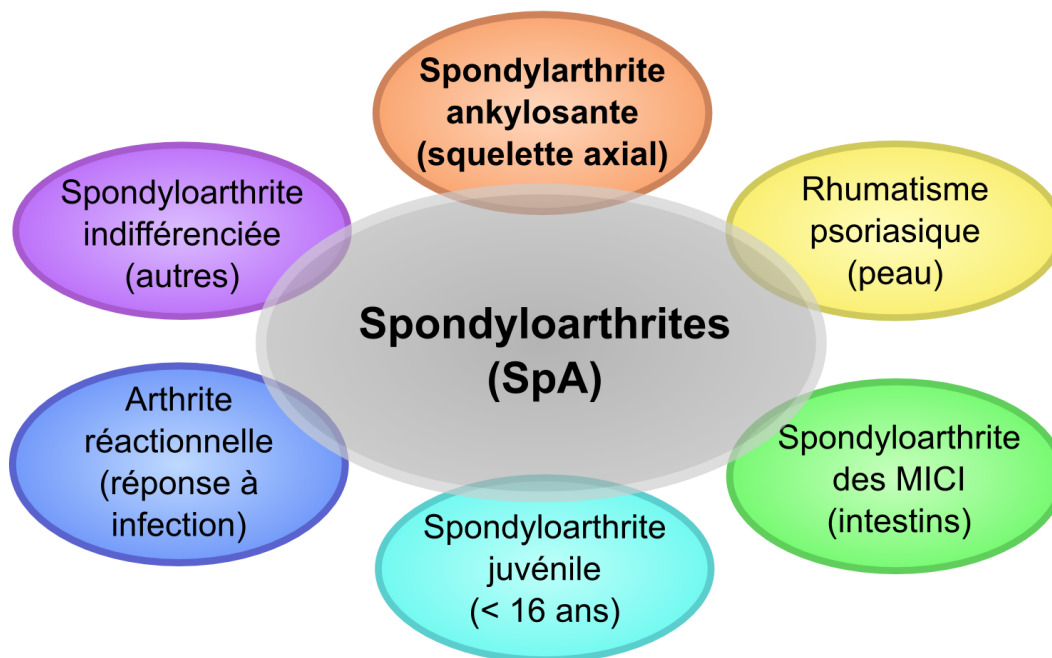 Spondylarthrite
ankylosante
(squelette axial)
Spondyloarthrite
indifférenciée
(autres)
Rhumatisme
psoriasique
(peau)
Spondyloarthrites
(SpA)
Arthrite
réactionnelle
(réponse à
infection)
Spondyloarthrite
des MICI
(intestins)
Spondyloarthrite
juvénile
(< 16 ans)